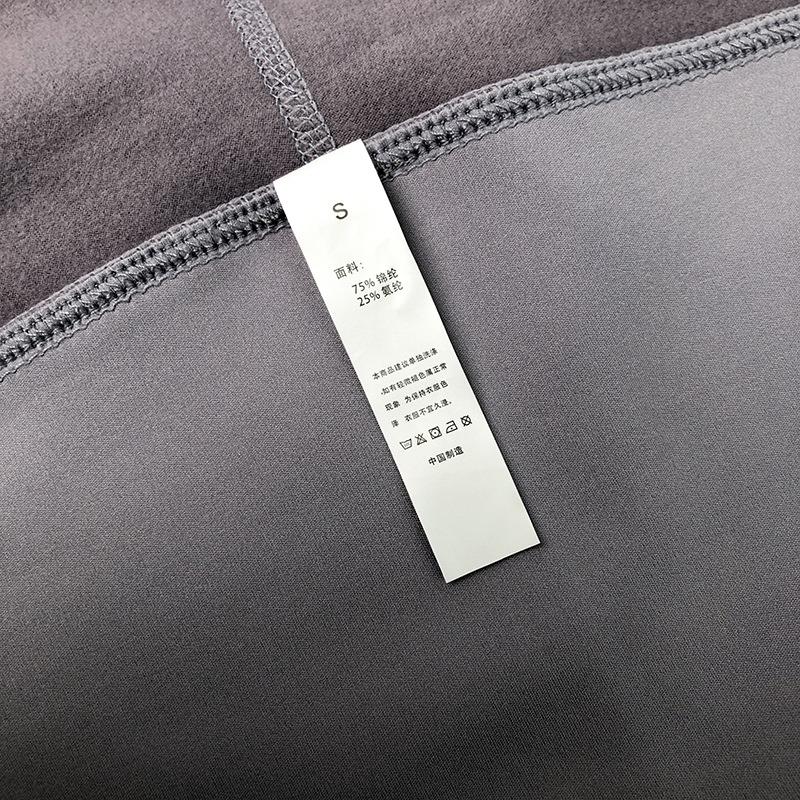 S
面料：
75% 锦纶
25% 氨纶
本商品建议单独洗涤
,如有轻微褪色属正常
现象 为保持衣服色
泽 衣服不宜久浸。
中国制造